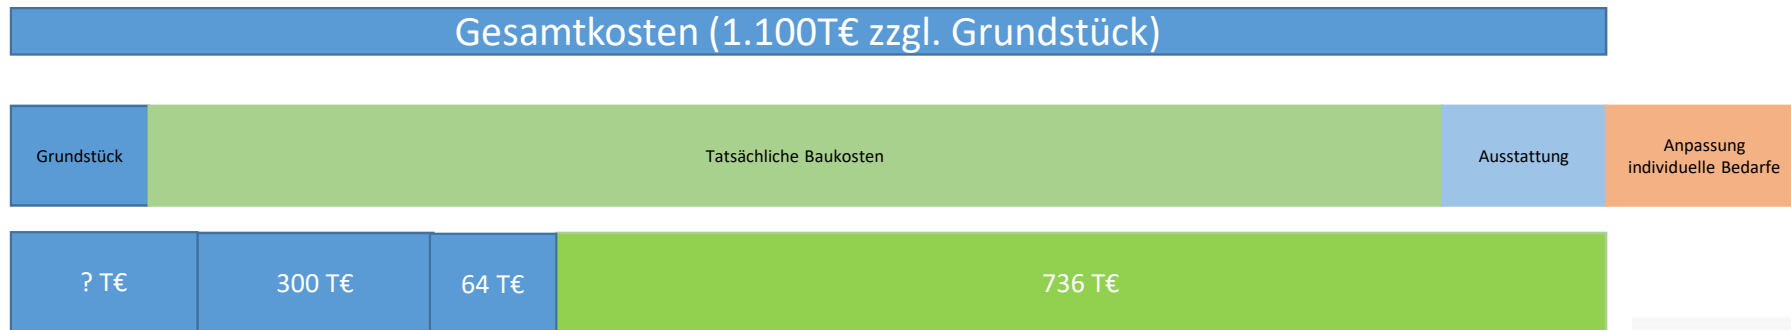 Gesamtkosten (1.100T€ zzgl. Grundstück)
Grundstück
Tatsächliche Baukosten
Ausstattung
Anpassung
individuelle Bedarfe
? T€
300 T€
64 T€
736 T€